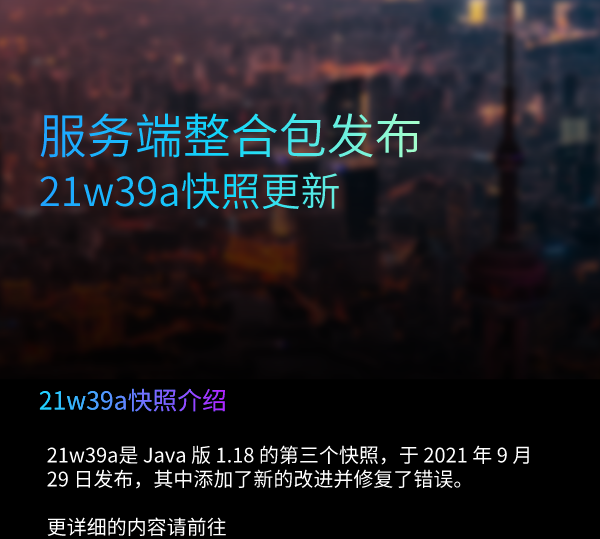 服务端整合包发布
21w39a快照更新
21w39a快照介绍
21w39a是 Java 版 1.18 的第三个快照，于 2021 年 9 月
29 日发布，其中添加了新的改进并修复了错误。
更详细的内容请前往